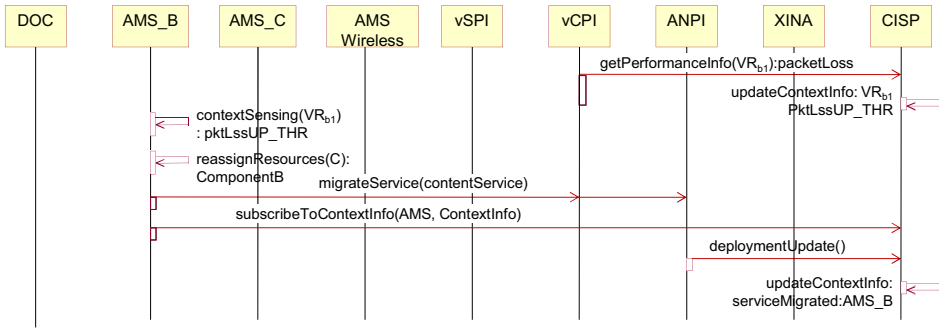 DOC
AMS_B
AMS_C
AMS
Wireless
vSPI
vCPI
ANPI
XINA
CISP
getPerformanceInfo(VRb1):packetLoss
updateContextInfo: VRb1
PktLssUP_THR
contextSensing(VRb1)
: pktLssUP_THR
reassignResources(C):
ComponentB
migrateService(contentService)
subscribeToContextInfo(AMS, ContextInfo)
deploymentUpdate()
updateContextInfo:
serviceMigrated:AMS_B